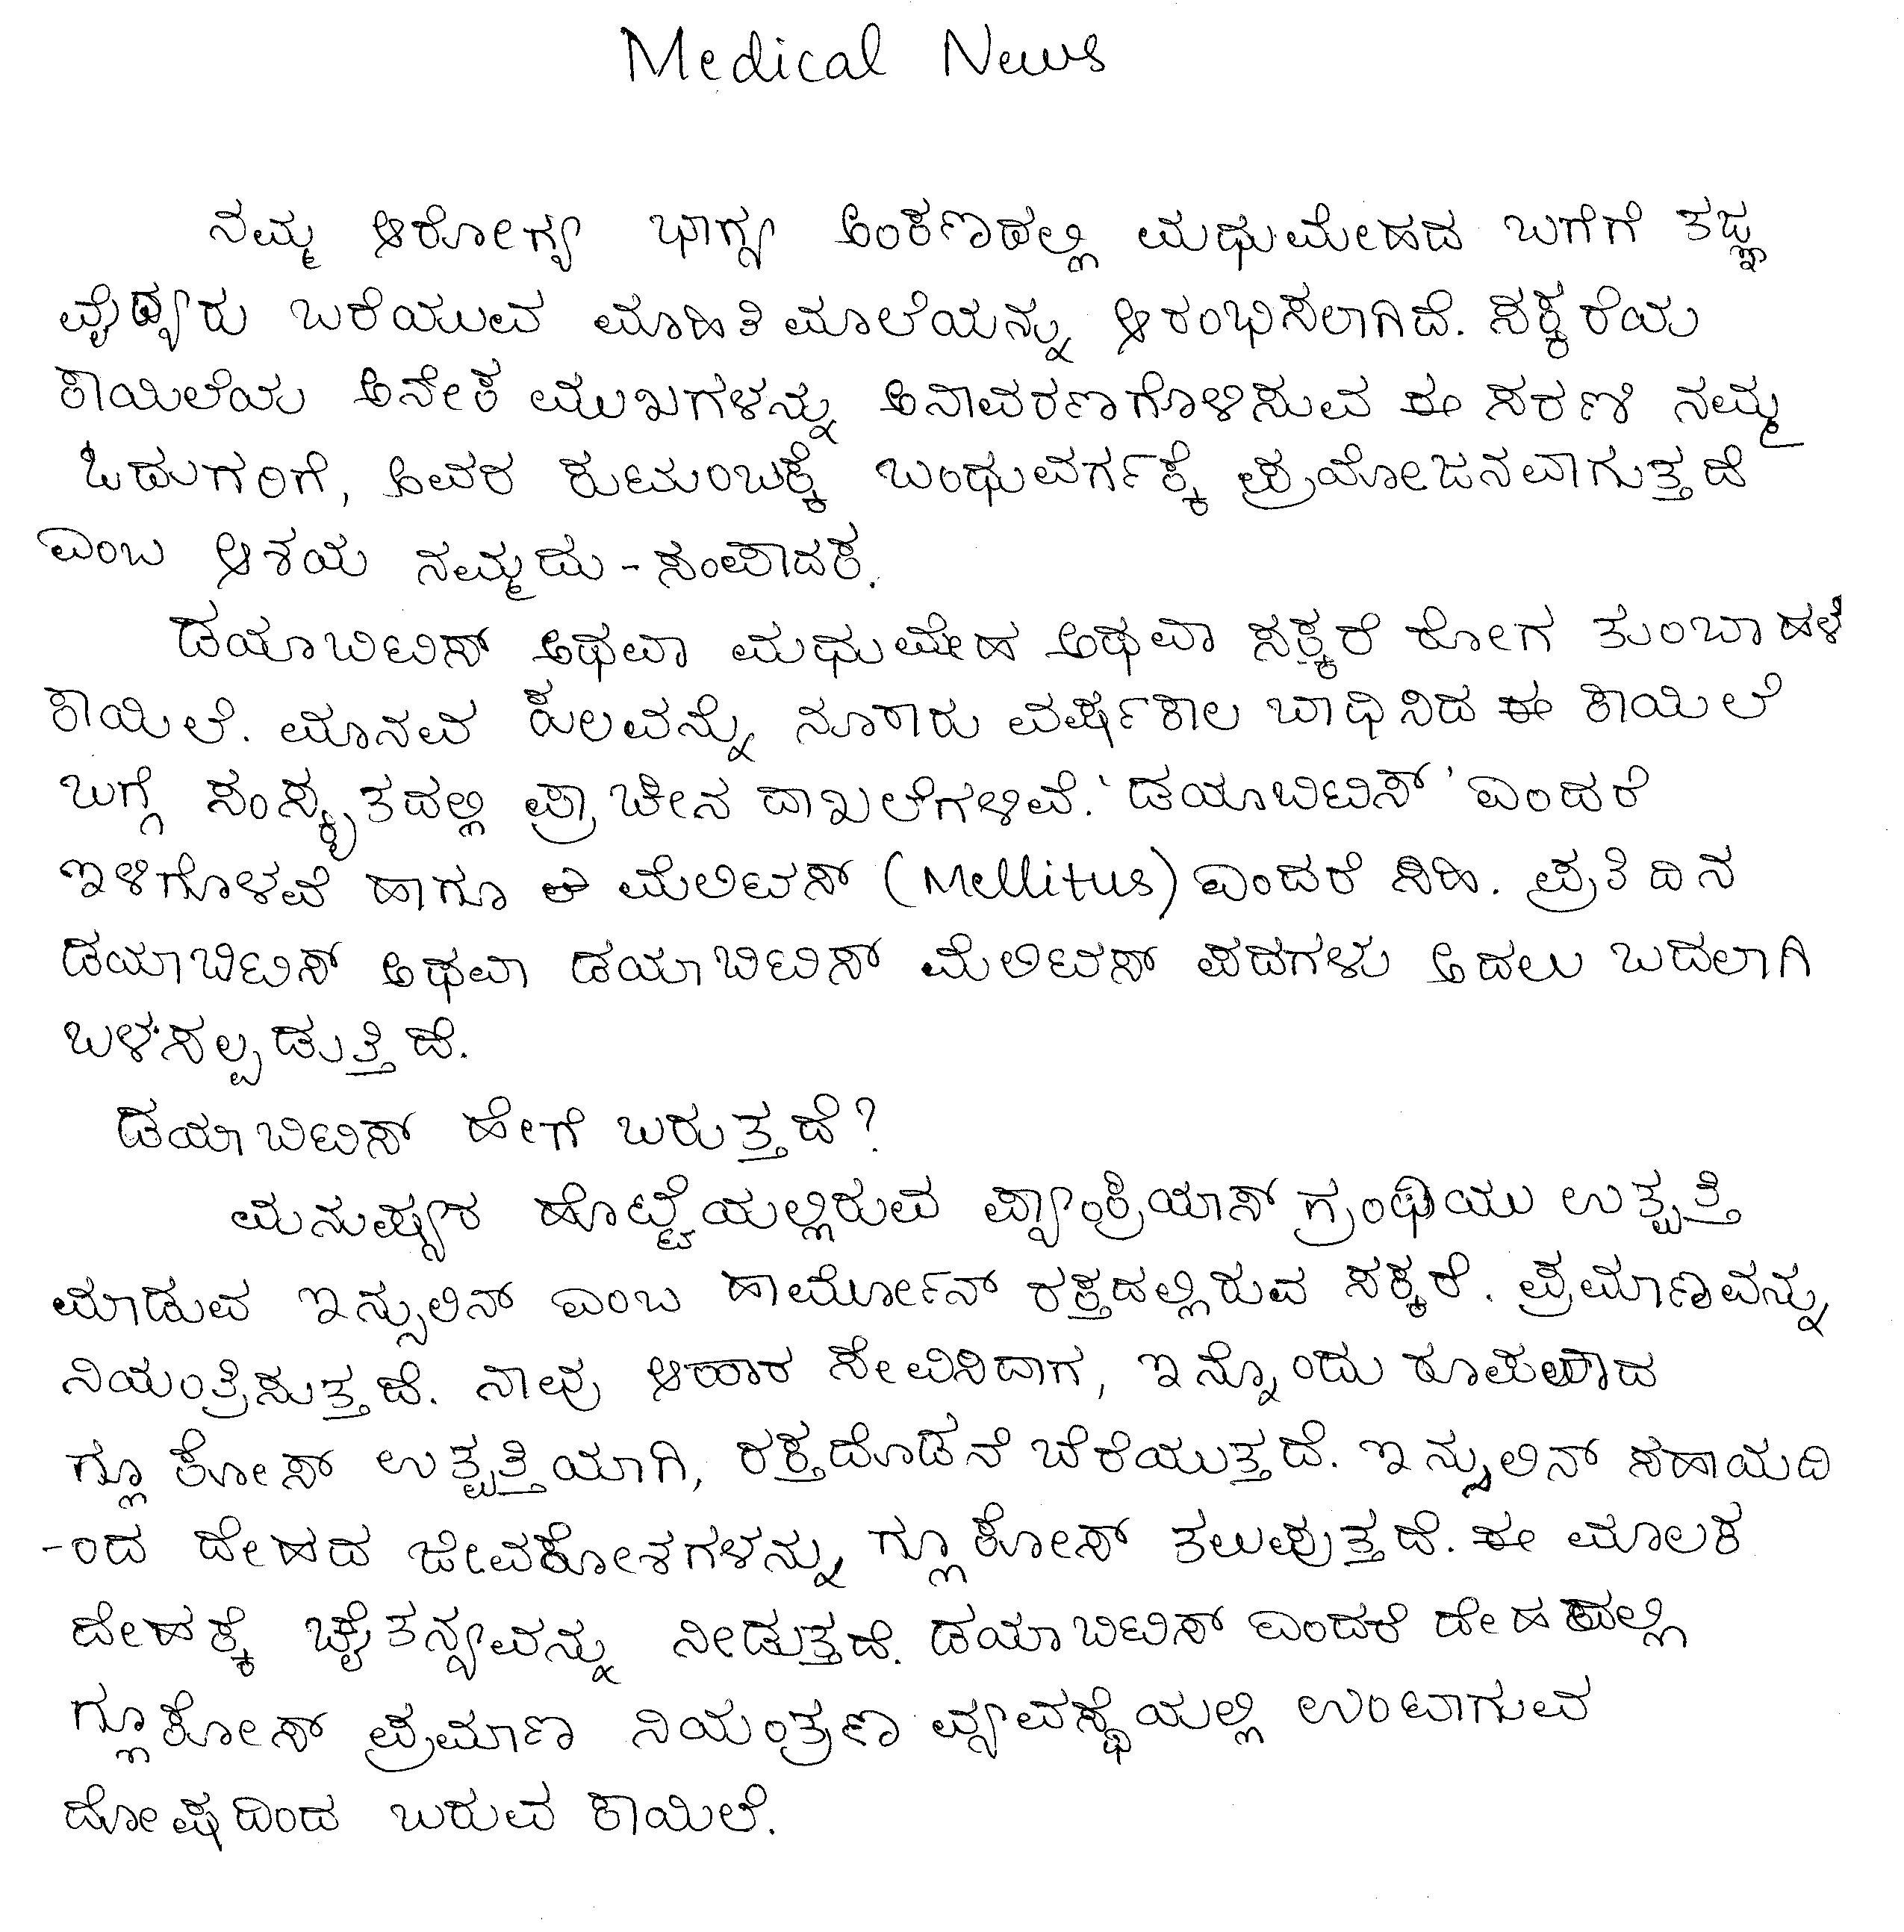 Medical News
ನಮ್ಮ ಆರೋಗ್ಯ ಭಾಗ್ಯ ಅಂಕಣದಲ್ಲಿ ಮಧುಮೇಹದ ಬಗೆಗೆ ತಜ್ಞ
ವೈದ್ಯರು ಬರೆಯುವ ಮಾಹಿತಿ ಮಾಲೆಯನ್ನು ಆರಂಭಿಸಲಾಗಿದೆ. ಸಕ್ಕರೆಯ
ಕಾಯಿಲೆಯ ಅನೇಕ ಮುಖಗಳನ್ನು ಅನಾವರಣಗೊಳಿಸುವ ಈ ಸರಣಿ ನಮ್ಮ
ಓದುಗರಿಗೆ, ಅವರ ಕುಟುಂಬಕ್ಕೆ ಬಂಧುವರ್ಗಕ್ಕೆ ಪ್ರಯೋಜನವಾಗುತ್ತದೆ
ಎಂಬ ಆಶಯ ನಮ್ಮದು - ಸಂಪಾದಕ.
ಡಯಾಬಿಟಿಸ್ ಅಥವಾ ಮಧುಮೇಹ ಅಥವಾ ಸಕ್ಕರೆ ರೋಗ ತುಂಬಾ ಹಳೆ
ಕಾಯಿಲೆ. ಮಾನವ ಕುಲವನ್ನೆ ನೂರಾರು ವರ್ಷಕಾಲ ಬಾಧಿಸಿದ ಈ ಕಾಯಿಲೆ
ಬಗ್ಗೆ ಸಂಸ್ಕೃತದಲ್ಲಿ ಪ್ರಾಚೀನ ದಾಖಲೆಗಳಿವೆ. 'ಡಯಾಬಿಟಿಸ್' ಎಂದರೆ
ಇಳಿಗೊಳವೆ ಹಾಗೂ ಮೆಲಿಟಸ್ (Mellitus) ಎಂದರೆ ಸಿಹಿ. ಪ್ರತಿ ದಿನ
ಡಯಾಬಿಟಿಸ್ ಅಥವಾ ಡಯಾಬಿಟಿಸ್ ಮೆಲಿಟಸ್ ಪದಗಳು ಅದಲು ಬದಲಾಗಿ
ಬಳಸಲ್ಪಡುತ್ತಿದೆ.
ಡಯಾಬಿಟಿಸ್ ಹೇಗೆ ಬರುತ್ತದೆ?
ಮನುಷ್ಯರ ಹೊಟ್ಟೆಯಲ್ಲಿರುವ ಪ್ಯಾಂಕ್ರಿಯಾಸ್ ಗ್ರಂಥಿಯು ಉತ್ಪತ್ತಿ
ಮಾಡುವ ಇನ್ಸುಲಿನ್ ಎಂಬ ಹಾರ್ಮೋನ್ ರಕ್ತದಲ್ಲಿರುವ ಸಕ್ಕರೆ. ಪ್ರಮಾಣವನ್ನು
ನಿಯಂತ್ರಿಸುತ್ತದೆ. ನಾವು ಆಹಾರ ಸೇವಿಸಿದಾಗ, ಇನ್ನೊಂದು ರೂಪವಾದ
ಗ್ಲೂಕೋಸ್ ಉತ್ಪತ್ತಿಯಾಗಿ, ರಕ್ತದೊಡನೆ ಬೆರೆಯುತ್ತದೆ. ಇನ್ಸುಲಿನ್ ಸಹಾಯದಿ
-ಂದ ದೇಹದ ಜೀವಕೋಶಗಳನ್ನು ಗ್ಲೂಕೋಸ್ ತಲುಪುತ್ತದೆ. ಈ ಮೂಲಕ
ದೇಹಕ್ಕೆ ಚೈತನ್ಯವನ್ನು ನೀಡುತ್ತದೆ. ಡಯಾಬಿಟಿಸ್ ಎಂದರೆ ದೇಹದಲ್ಲಿ
ಗ್ಲೂಕೋಸ್ ಪ್ರಮಾಣ ನಿಯಂತ್ರಣ ವ್ಯವಸ್ಥೆಯಲ್ಲಿ ಉಂಟಾಗುವ
ದೋಷದಿಂದ ಬರುವ ಕಾಯಿಲೆ.